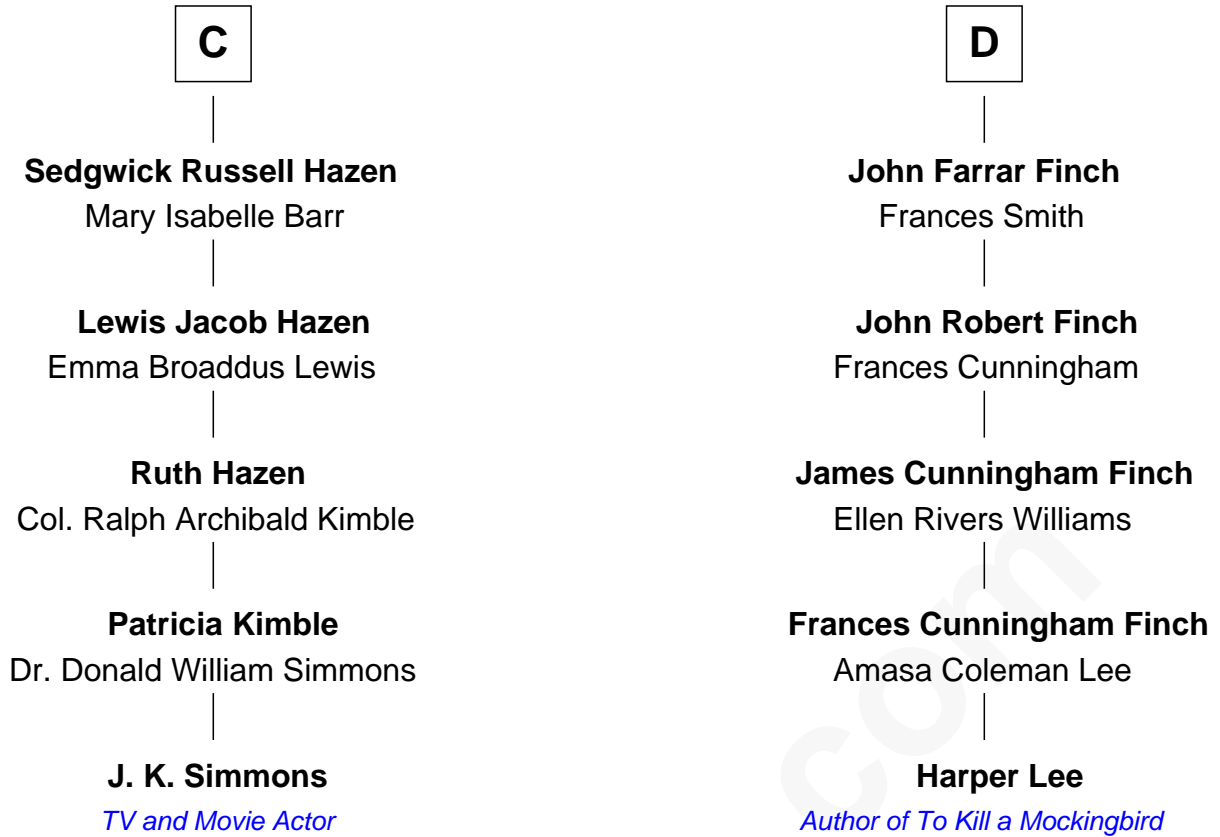 C
Sedgwick Russell Hazen
Mary Isabelle Barr
Lewis Jacob Hazen
Emma Broaddus Lewis
Ruth Hazen
Col. Ralph Archibald Kimble
Patricia Kimble
Dr. Donald William Simmons
J. K. Simmons
TV and Movie Actor
D
John Farrar Finch
Frances Smith
John Robert Finch
Frances Cunningham
James Cunningham Finch
Ellen Rivers Williams
Frances Cunningham Finch
Amasa Coleman Lee
Harper Lee
Author of To Kill a Mockingbird
com